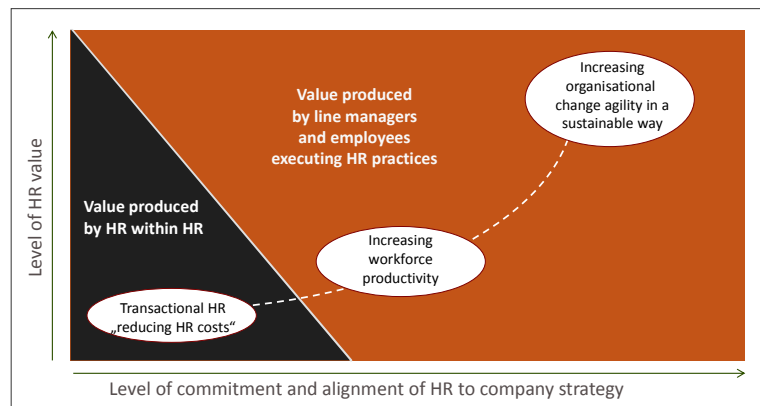 Level of HR value
Value produced
by line managers
and employees
executing HR practices
Increasing
organisational
change agility in a
sustainable way
Value produced
by HR within HR
Increasing
workforce
productivity
Transactional HR
„reducing HR costs“
Level of commitment and alignment of HR to company strategy